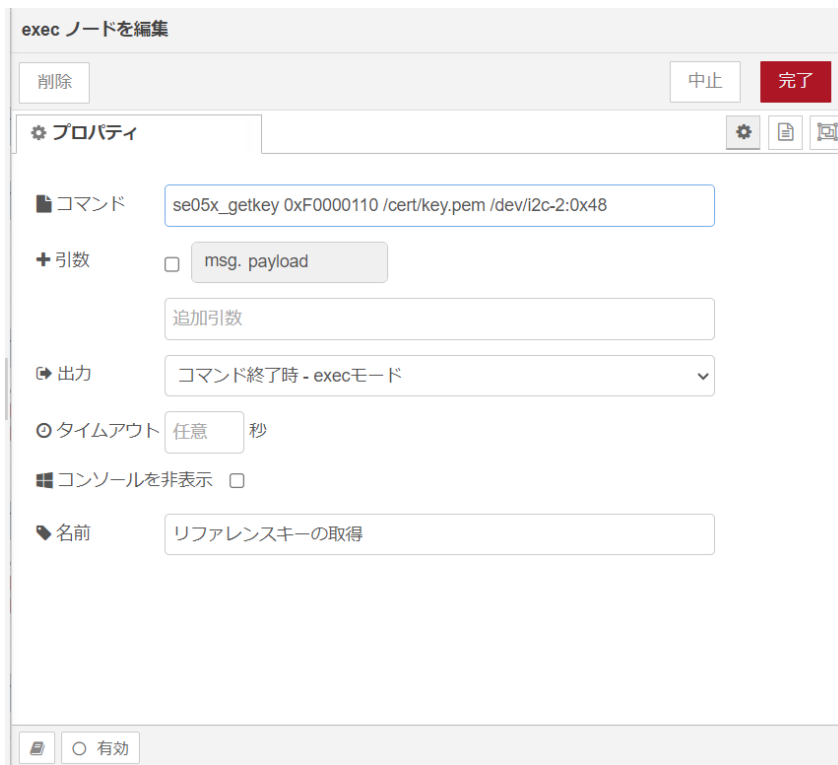 exec ノードを編集
削除
中止
完了
プロパティ
コマンド
se05x_getkey 0xF0000110 /cert/key.pem /dev/i2c-2:0x48
引数
msg. payload
追加引数
出力
コマンド終了時 - execモード
タイムアウト
任意
秒
コンソールを非表示
名前
リファレンスキーの取得
有効